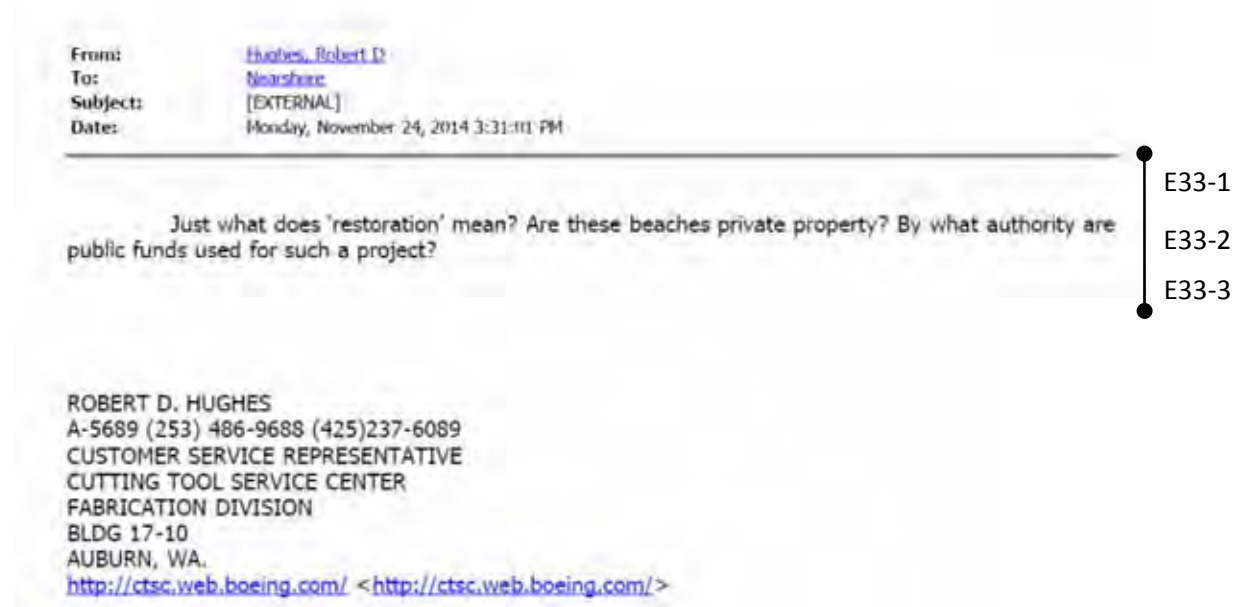 From: Hughes, Robert D
To: Nearshore
Subject: [EXTERNAL]
Date: Monday, November 24, 2014 3:31:01 PM
E33-1
Just what does 'restoration' mean? Are these beaches private property? By what authority are
E33-2
public funds used for such a project?
E33-3
ROBERT D. HUGHES
A-5689 (253) 486-9688 (425)237-6089
CUSTOMER SERVICE REPRESENTATIVE
CUTTING TOOL SERVICE CENTER
FABRICATION DIVISION
BLDG 17-10
AUBURN, WA.
http://ctsc.web.boeing.com/ <http://ctsc.web.boeing.com/>